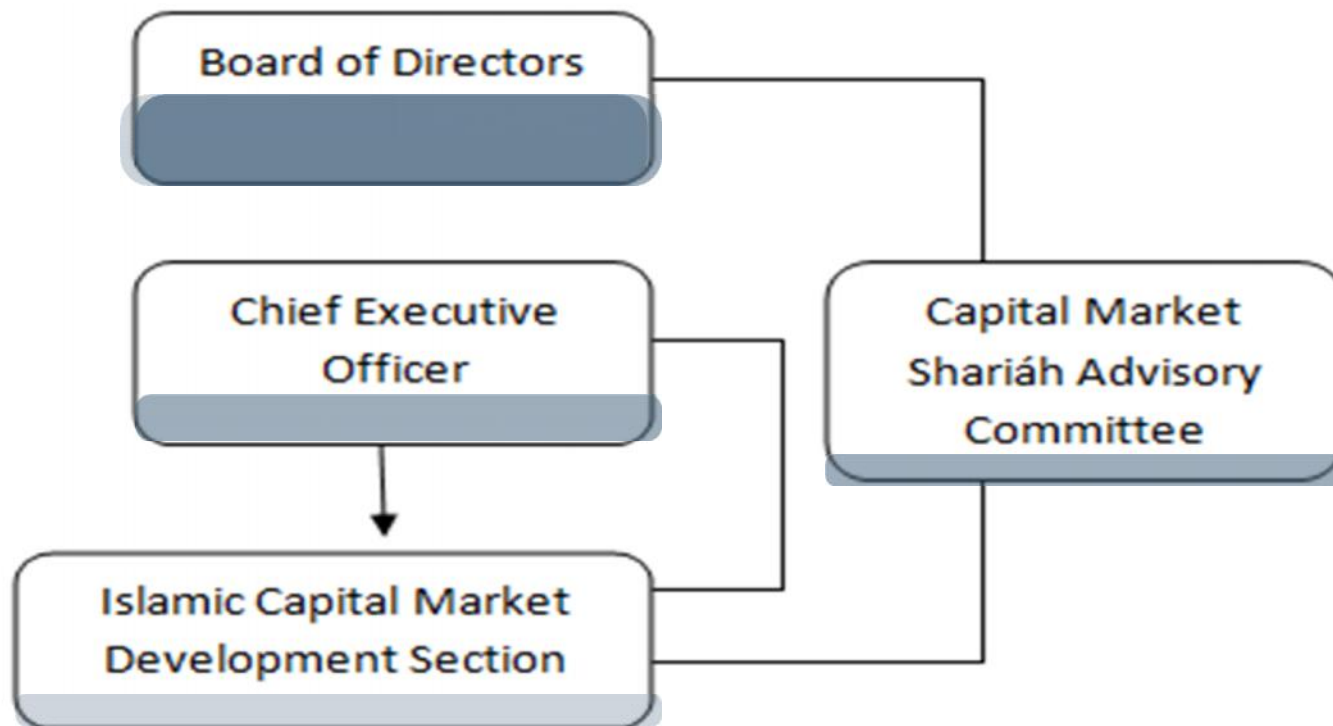 Board of Directors
Chief Executive
Officer
Capital Market
Shariáh Advisory
Committee
Islamic Capital Market
Development Section